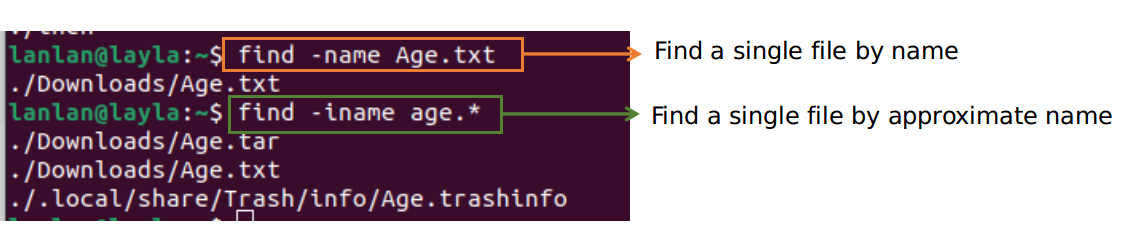 lanlan@layla:~$ find -name Age.txt
Find a single file by name
./Downloads/Age.txt
lanlan@layla:~$ find -iname age.*
Find a single file by approximate name
./Downloads/Age.tar
./Downloads/Age.txt
./.local/share/Trash/info/Age.trashinfo